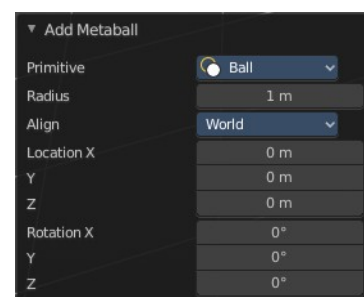 Add Metaball
Primitive Ball
Radius 1 m
Align World
Location X 0 m
Y 0 m
Z 0 m
Rotation X 0°
Y 0°
Z 0°